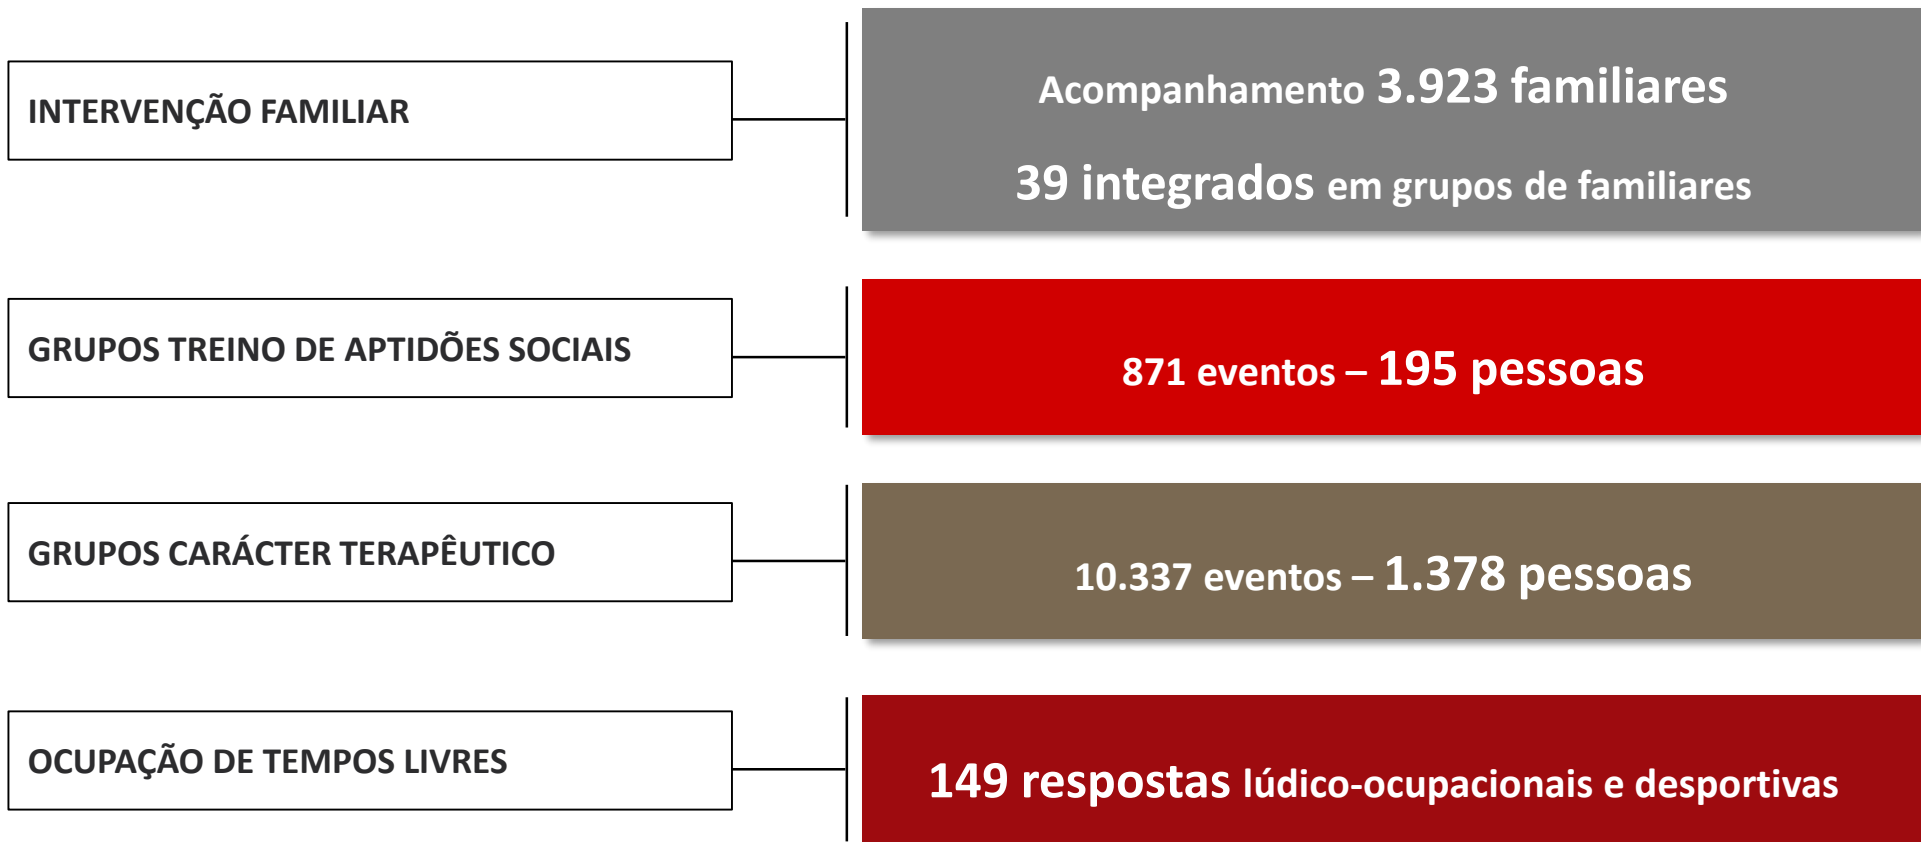 INTERVENÇÃO FAMILIAR
Acompanhamento 3.923 familiares
39 integrados em grupos de familiares
GRUPOS TREINO DE APTIDÕES SOCIAIS
871 eventos – 195 pessoas
GRUPOS CARÁCTER TERAPÊUTICO
10.337 eventos – 1.378 pessoas
OCUPAÇÃO DE TEMPOS LIVRES
149 respostas lúdico-ocupacionais e desportivas